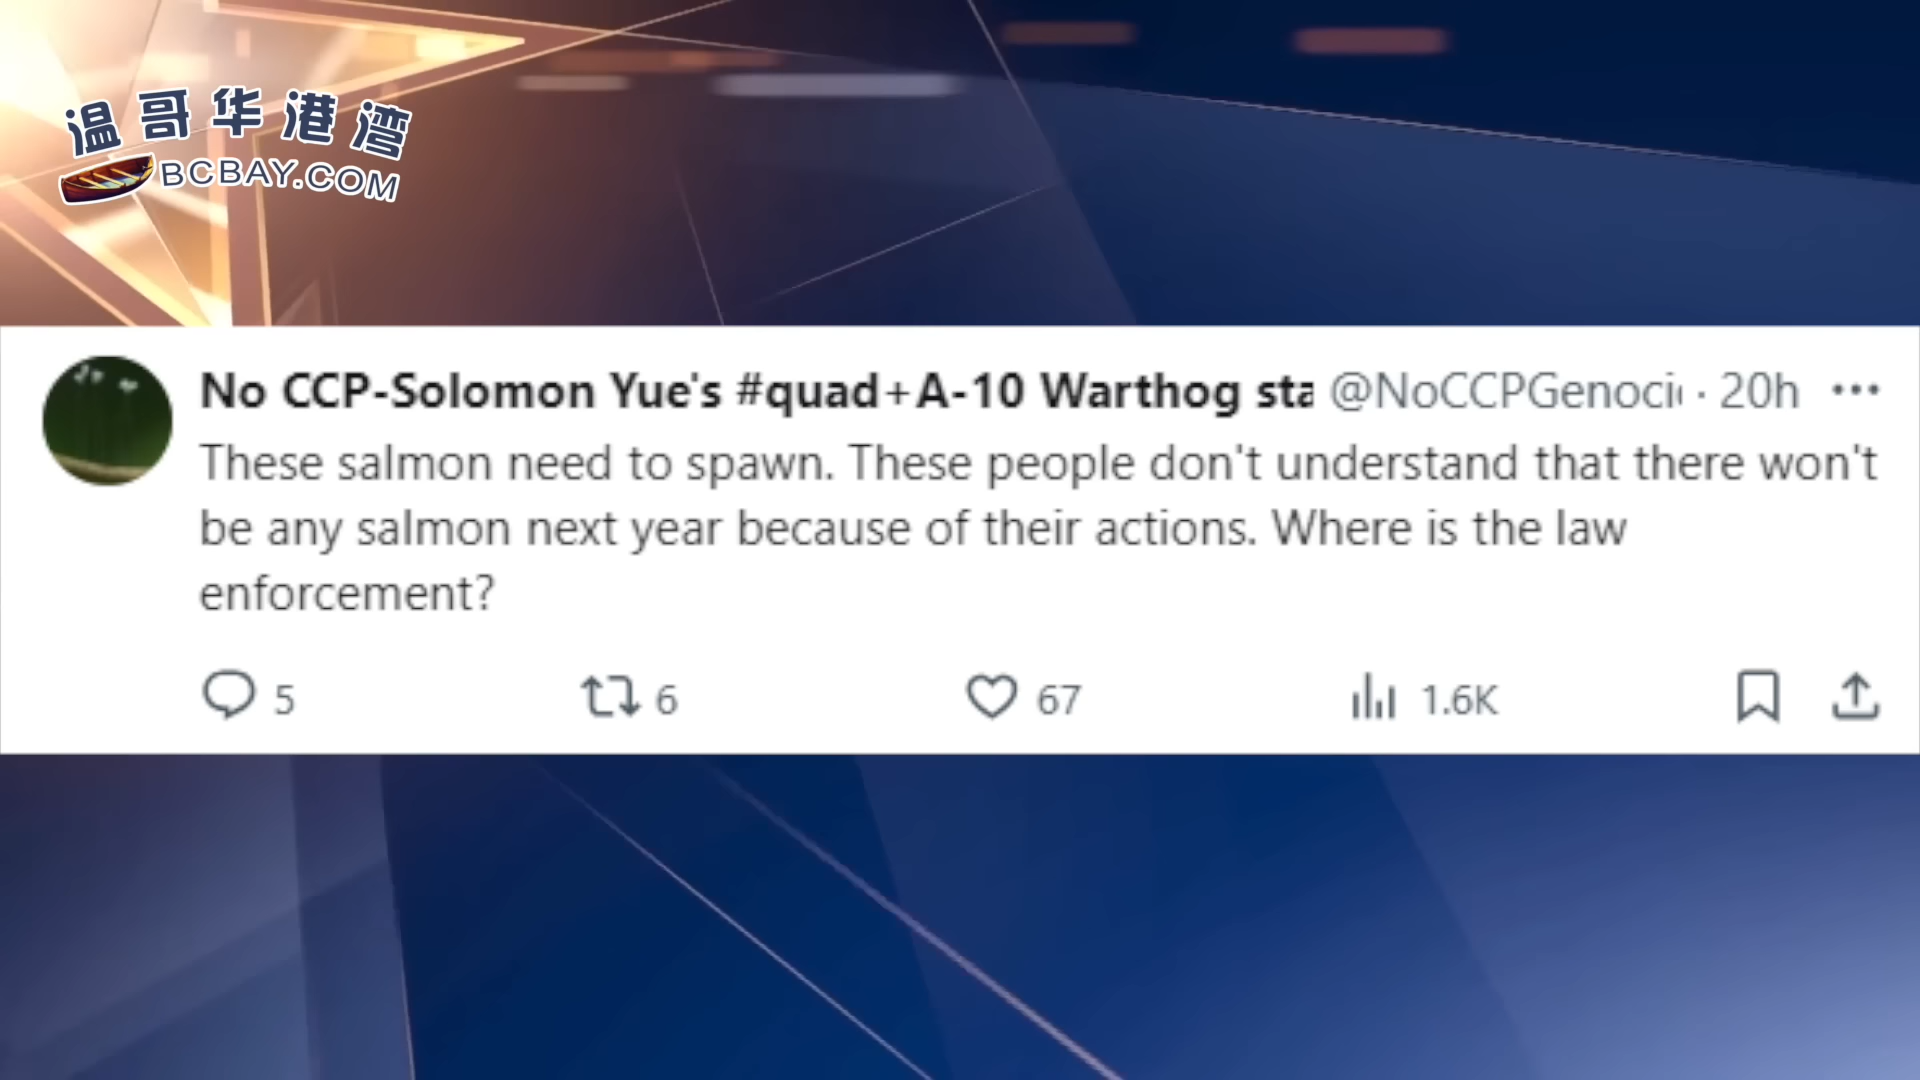 温哥华港湾
BCBAY.COM
No CCP-Solomon Yue's #quad+A-10 Warthog sta @NoCCPGenoci · 20h
These salmon need to spawn. These people don't understand that there won't
be any salmon next year because of their actions. Where is the law
enforcement?
5 6 67 1.6K